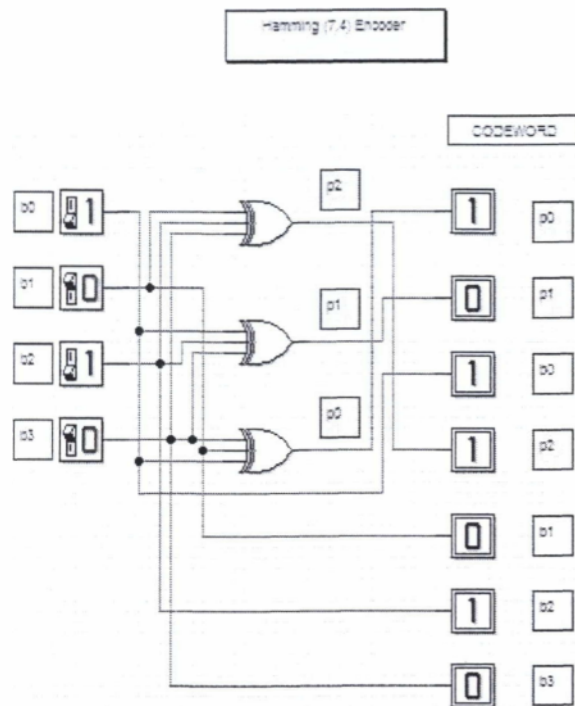 Hamming (7,4) Encoder
CODEWORD
b0 1 p2 1 p0
b1 0 p1 0 p1
b2 1 1 b0
b3 0 p0 1 p2
0 b1
1 b2
0 b3